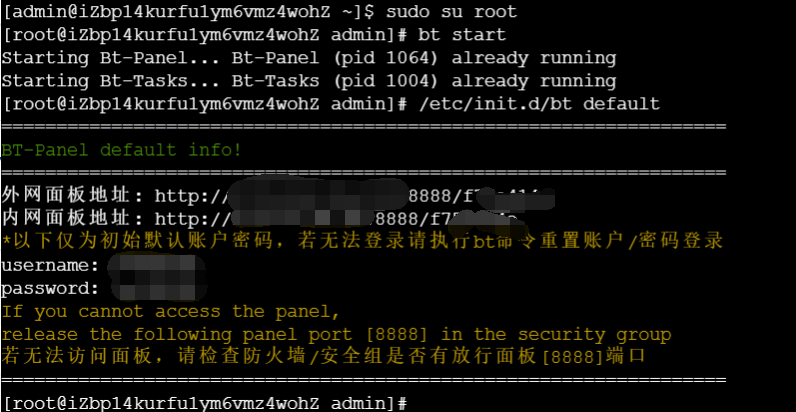 [admin@iZbp14kurfu1ym6vmz4wohZ ~]$ sudo su root
[root@iZbp14kurfu1ym6vmz4wohZ admin]# bt start
Starting Bt-Panel... Bt-Panel (pid 1064) already running
Starting Bt-Tasks... Bt-Tasks (pid 1068) already running
[root@iZbp14kurfu1ym6vmz4wohZ admin]# /etc/init.d/bt default
==================================================================
BT-Panel default info!
==================================================================
外网面板地址: http://8888/f
内网面板地址: http://8888/f7
*以下仅为初始默认账户密码，若无法登录请执行bt命令重置账户/密码登录
username:
password:
If you cannot access the panel,
release the following panel port [8888] in the security group
若无法访问面板，请检查防火墙/安全组是否有放行面板[8888]端口
==================================================================
[root@iZbp14kurfu1ym6vmz4wohZ admin]#